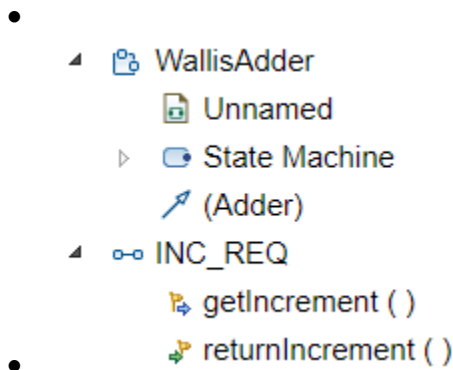 WallisAdder
Unnamed
State Machine
(Adder)
INC_REQ
getIncrement ( )
returnIncrement ( )